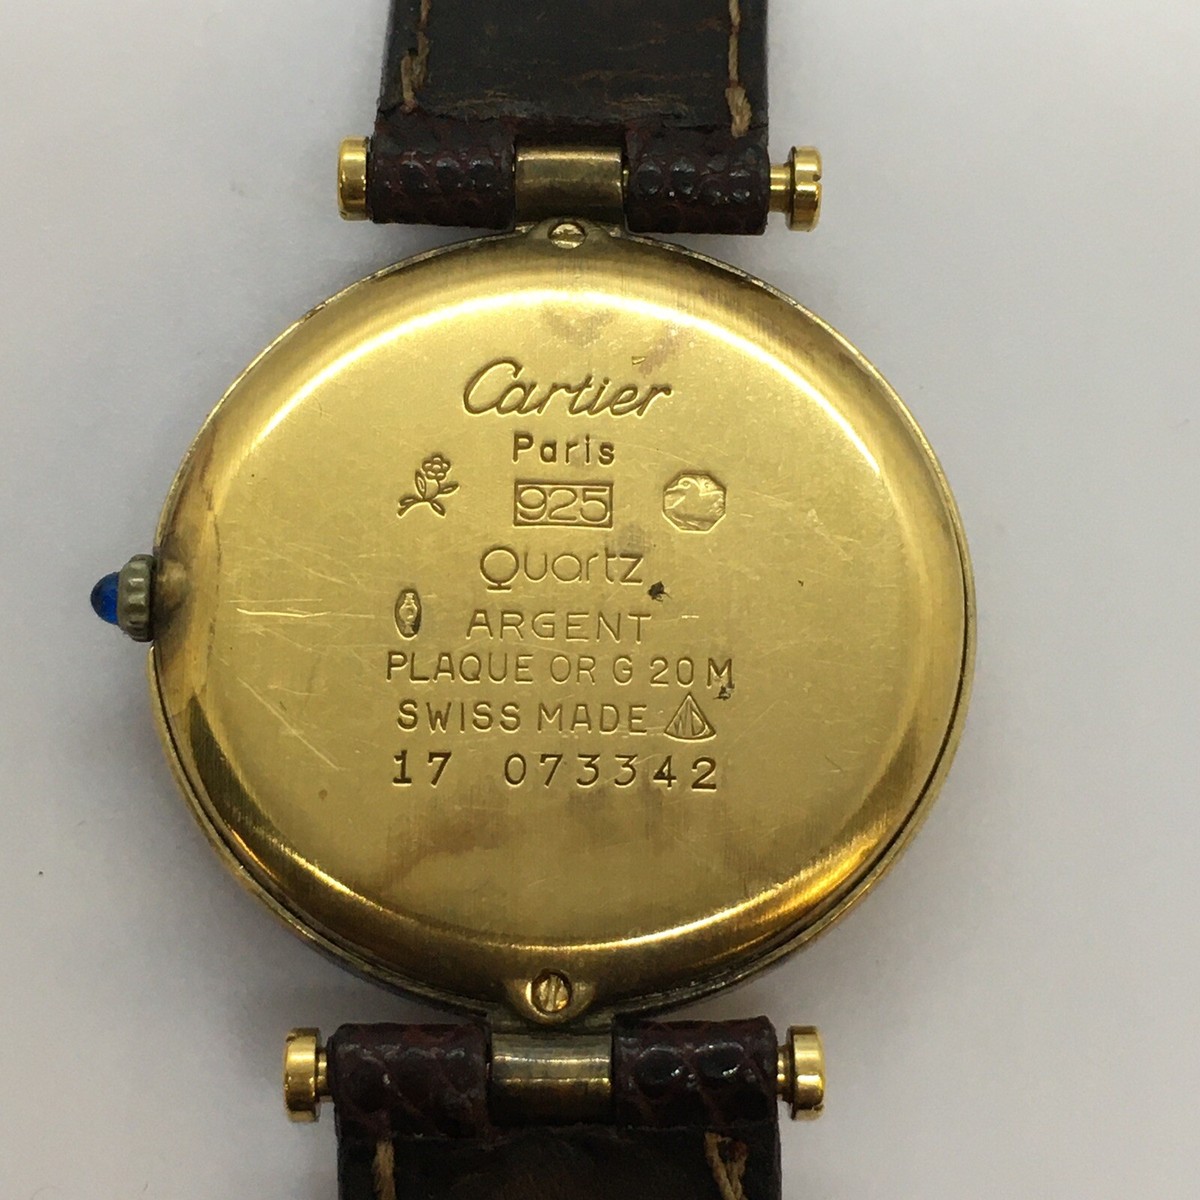 Cartier
Paris
925
Quartz
ARGENT
PLAQUE OR G 20 M
SWISS MADE
17 073342